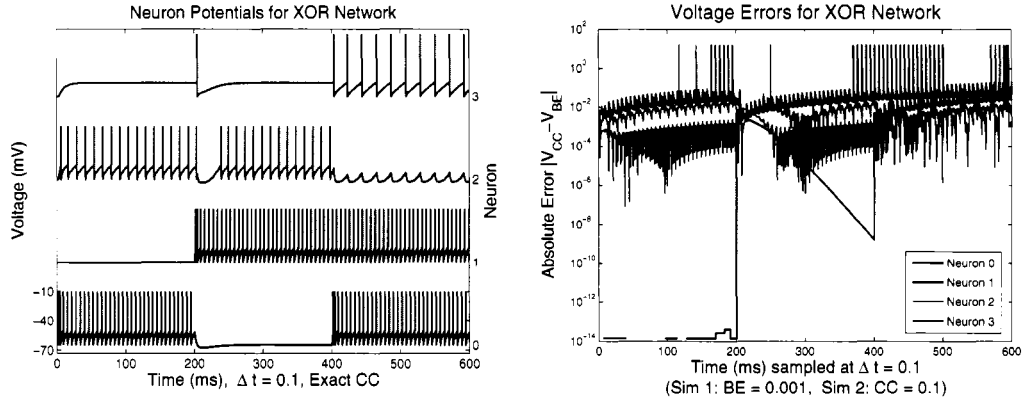 Neuron Potentials for XOR Network
Voltage (mV)
−10
−40
−70
3
2
1
0
Neuron
0 100 200 300 400 500 600
Time (ms), Δ t = 0.1, Exact CC
Voltage Errors for XOR Network
Absolute Error |V_CC−V_BE|
10^2
10^0
10^−2
10^−4
10^−6
10^−8
10^−10
10^−12
10^−14
Neuron 0
Neuron 1
Neuron 2
Neuron 3
0 100 200 300 400 500 600
Time (ms) sampled at Δ t = 0.1
(Sim 1: BE = 0.001, Sim 2: CC = 0.1)